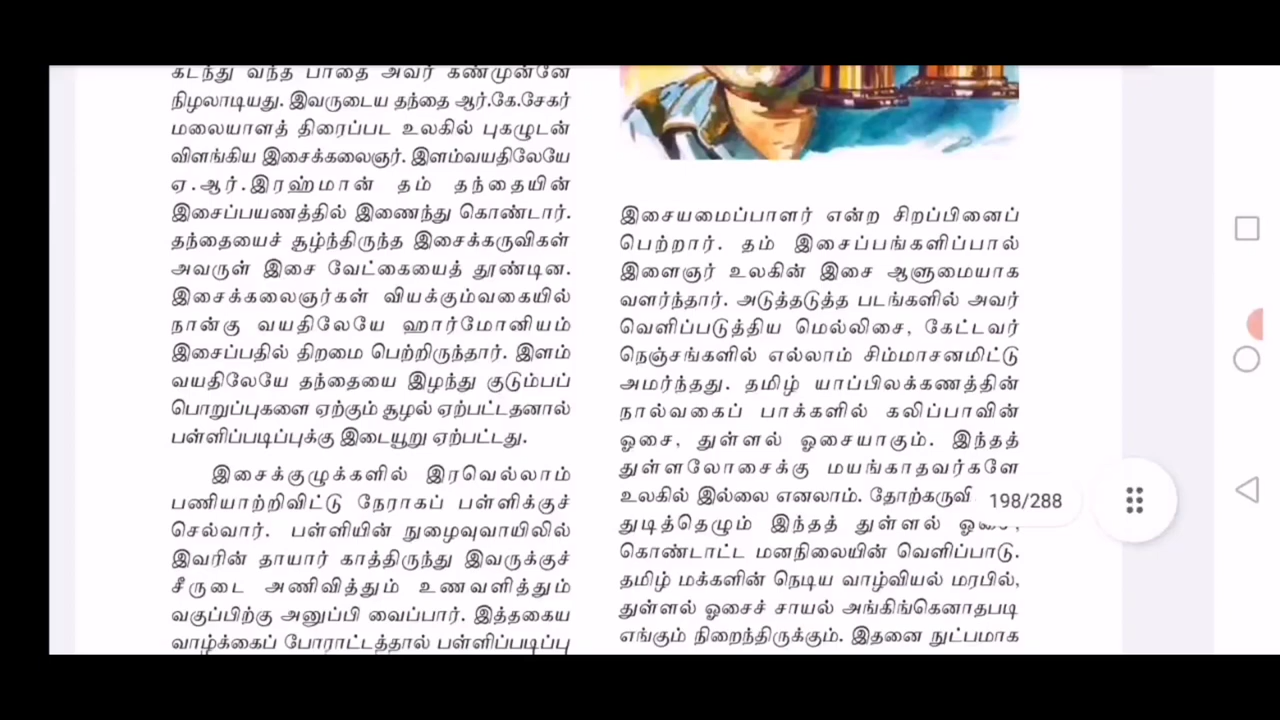 கடந்து வந்த பாதை அவர் கண்முன்னே
நிழலாடியது. இவருடைய தந்தை ஆர்.கே.சேகர்
மலையாளத் திரைப்பட உலகில் புகழுடன்
விளங்கிய இசைக்கலைஞர். இளம்வயதிலேயே
ஏ.ஆர்.இரஹ்மான் தம் தந்தையின்
இசைப்பயணத்தில் இணைந்து கொண்டார்.
தந்தையைச் சூழ்ந்திருந்த இசைக்கருவிகள்
அவருள் இசை வேட்கையைத் தூண்டின.
இசைக்கலைஞர்கள் வியக்கும்வகையில்
நான்கு வயதிலேயே ஹார்மோனியம்
இசைப்பதில் திறமை பெற்றிருந்தார். இளம்
வயதிலேயே தந்தையை இழந்து குடும்பப்
பொறுப்புகளை ஏற்கும் சூழல் ஏற்பட்டதனால்
பள்ளிப்படிப்புக்கு இடையூறு ஏற்பட்டது.
இசைக்குழுக்களில் இரவெல்லாம்
பணியாற்றிவிட்டு நேராகப் பள்ளிக்குச்
செல்வார். பள்ளியின் நுழைவுவாயிலில்
இவரின் தாயார் காத்திருந்து இவருக்குச்
சீருடை அணிவித்தும் உணவளித்தும்
வகுப்பிற்கு அனுப்பி வைப்பார். இத்தகைய
வாழ்க்கைப் போராட்டத்தால் பள்ளிப்படிப்பு
இசையமைப்பாளர் என்ற சிறப்பினைப்
பெற்றார். தம் இசைப்பங்களிப்பால்
இளைஞர் உலகின் இசை ஆளுமையாக
வளர்ந்தார். அடுத்தடுத்த படங்களில் அவர்
வெளிப்படுத்திய மெல்லிசை, கேட்டவர்
நெஞ்சங்களில் எல்லாம் சிம்மாசனமிட்டு
அமர்ந்தது. தமிழ் யாப்பிலக்கணத்தின்
நால்வகைப் பாக்களில் கலிப்பாவின்
ஓசை, துள்ளல் ஓசையாகும். இந்தத்
துள்ளலோசைக்கு மயங்காதவர்களே
உலகில் இல்லை எனலாம். தோற்கருவி
198/288
துடித்தெழும் இந்தத் துள்ளல்
கொண்டாட்ட மனநிலையின் வெளிப்பாடு.
தமிழ் மக்களின் நெடிய வாழ்வியல் மரபில்,
துள்ளல் ஓசைச் சாயல் அங்கிங்கெனாதபடி
எங்கும் நிறைந்திருக்கும். இதனை நுட்பமாக